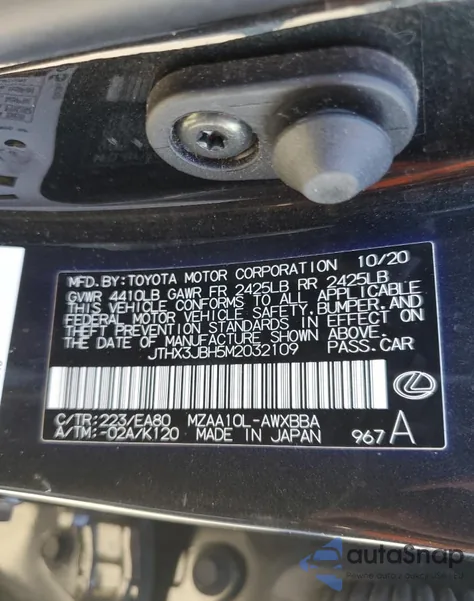 MFD. BY: TOYOTA MOTOR CORPORATION 10/20
GVWR 4410LB GAWR FR 2425LB RR 2425LB
THIS VEHICLE CONFORMS TO ALL APPLICABLE
FEDERAL MOTOR VEHICLE SAFETY, BUMPER, AND
THEFT PREVENTION STANDARDS IN EFFECT ON
THE DATE OF MANUFACTURE SHOWN ABOVE.
JTHX3JBH5M2032109 PASS. CAR
C/TR: 223/EA80 MZAA10L-AWXBBA
A/TM: -02A/K120 MADE IN JAPAN 967 A
autoSnap